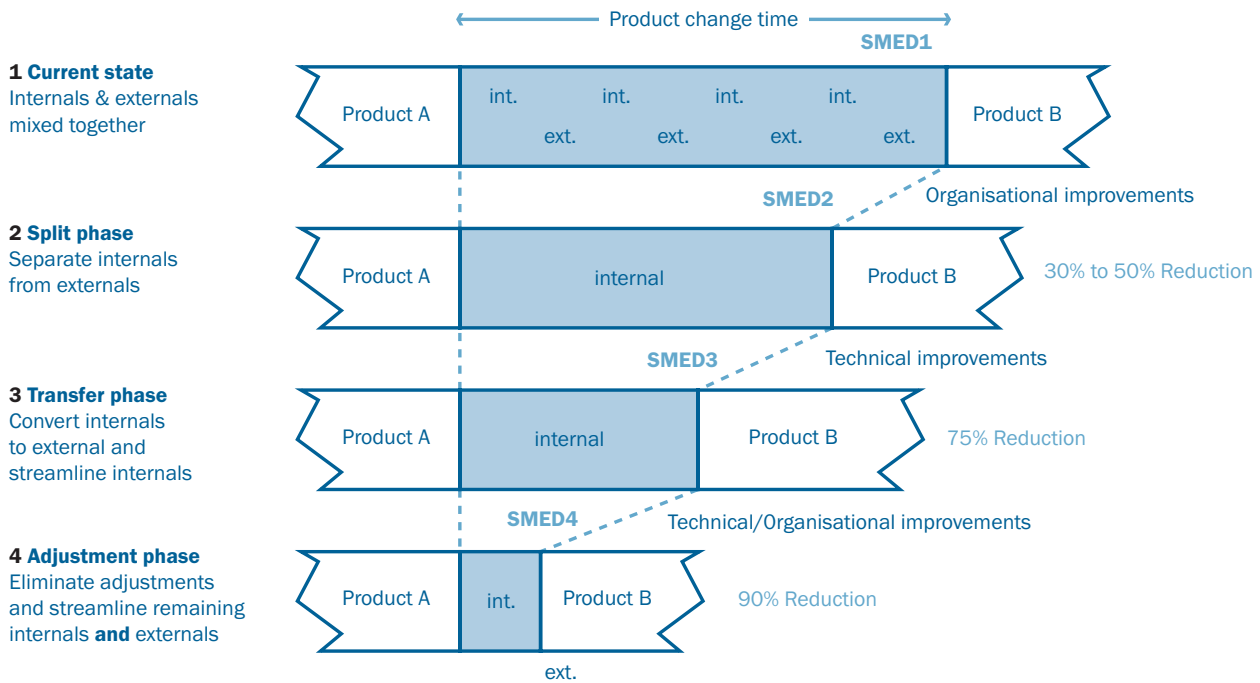 Product change time
SMED1
1 Current state
Internals & externals
mixed together
Product A
int. int. int. int.
ext. ext. ext. ext.
Product B
SMED2
Organisational improvements
2 Split phase
Separate internals
from externals
Product A
internal
Product B
30% to 50% Reduction
SMED3
Technical improvements
3 Transfer phase
Convert internals
to external and
streamline internals
Product A
internal
Product B
75% Reduction
SMED4
Technical/Organisational improvements
4 Adjustment phase
Eliminate adjustments
and streamline remaining
internals and externals
Product A
int.
Product B
90% Reduction
ext.